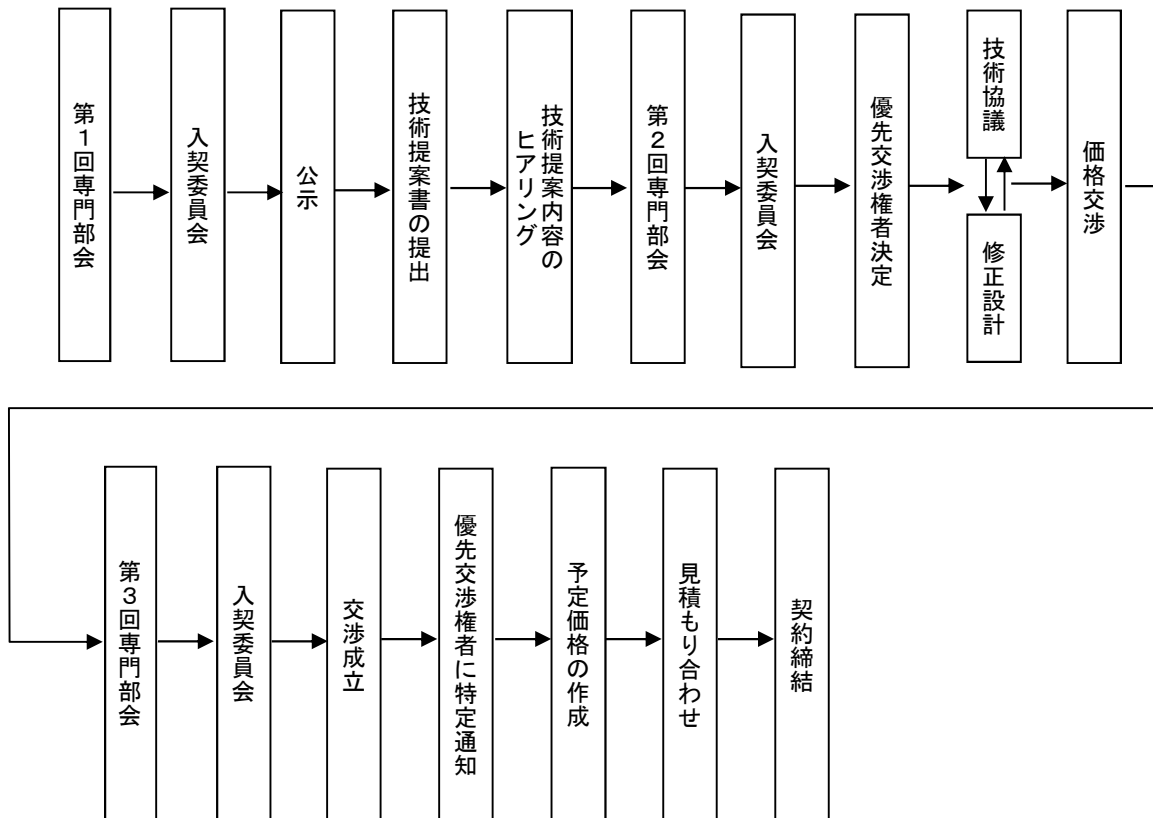 第1回専門部会
入契委員会
公示
技術提案書の提出
技術提案内容の
ヒアリング
第2回専門部会
入契委員会
優先交渉権者決定
技術協議
修正設計
価格交渉
第3回専門部会
入契委員会
交渉成立
優先交渉権者に特定通知
予定価格の作成
見積もり合わせ
契約締結